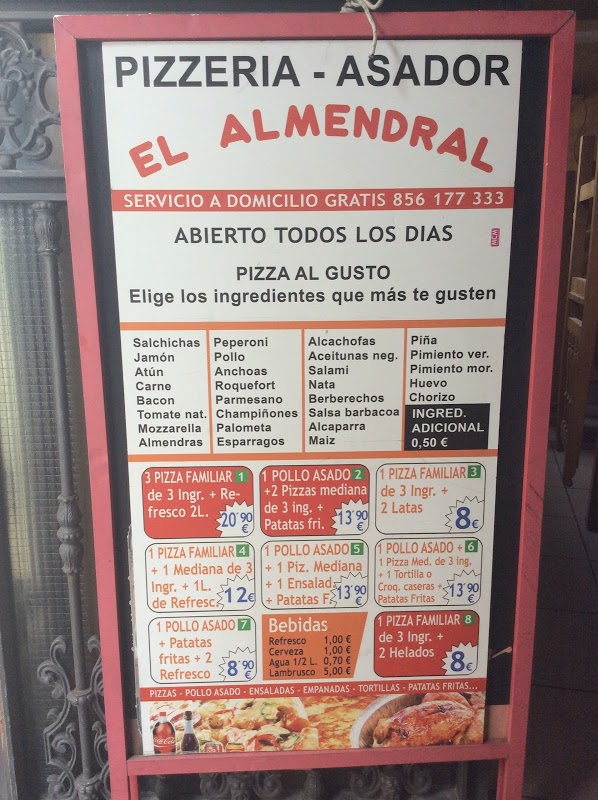 PIZZERIA - ASADOR
EL ALMENDRAL
SERVICIO A DOMICILIO GRATIS 856 177 333
ABIERTO TODOS LOS DIAS
PIZZA AL GUSTO
Elige los ingredientes que más te gusten
Salchichas
Jamón
Atún
Carne
Bacon
Tomate nat.
Mozzarella
Almendras
Peperoni
Pollo
Anchoas
Roquefort
Parmesano
Champiñones
Palometa
Esparragos
Alcachofas
Aceitunas neg.
Salami
Nata
Berberechos
Salsa barbacoa
Alcaparra
Maiz
Piña
Pimiento ver.
Pimiento mor.
Huevo
Chorizo
INGRED.
ADICIONAL
0,50 €
3 PIZZA FAMILIAR 1
de 3 Ingr. + Re-
fresco 2L.
20'90 €
1 POLLO ASADO 2
+2 Pizzas mediana
de 3 ing. +
Patatas fri.
13'90 €
1 PIZZA FAMILIAR 3
de 3 Ingr. +
2 Latas
8€
1 PIZZA FAMILIAR 4
+ 1 Mediana de 3
Ingr. + 1L.
de Refresc.
12€
1 POLLO ASADO 5
+ 1 Piz. Mediana
+ 1 Ensalad.
+ Patatas F.
13'90 €
1 POLLO ASADO + 6
1 Pizza Med. de 3 ing.
+ 1 Tortilla o
Croq. caseras +
Patatas Fritas
13'90 €
1 POLLO ASADO 7
+ Patatas
fritas + 2
Refresco
8'90 €
Bebidas
Refresco 1,00 €
Cerveza 1,00 €
Agua 1/2 L. 0,70 €
Lambrusco 5,00 €
1 PIZZA FAMILIAR 8
de 3 Ingr. +
2 Helados
8€
PIZZAS - POLLO ASADO - ENSALADAS - EMPANADAS - TORTILLAS - PATATAS FRITAS...
Coca-Cola